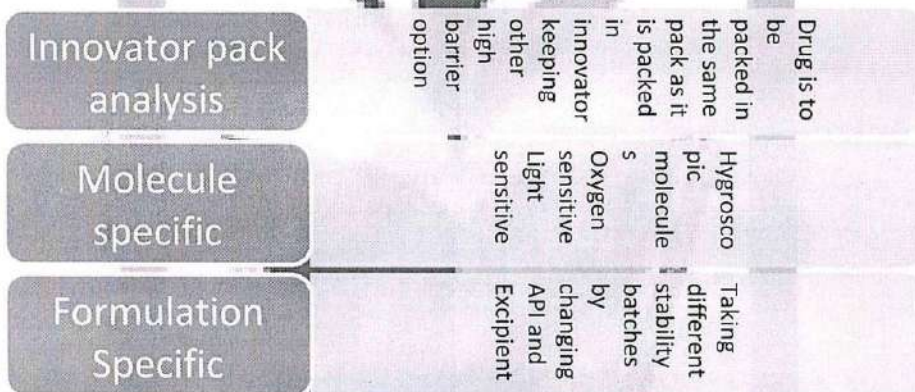 Innovator pack
analysis
Drug is to
be
packed in
the same
pack as it
is packed
in
innovator
keeping
other
high
barrier
option
Molecule
specific
Hygrosco
pic
molecule
s
Oxygen
sensitive
Light
sensitive
Formulation
Specific
Taking
different
stability
batches
by
changing
API and
Excipient